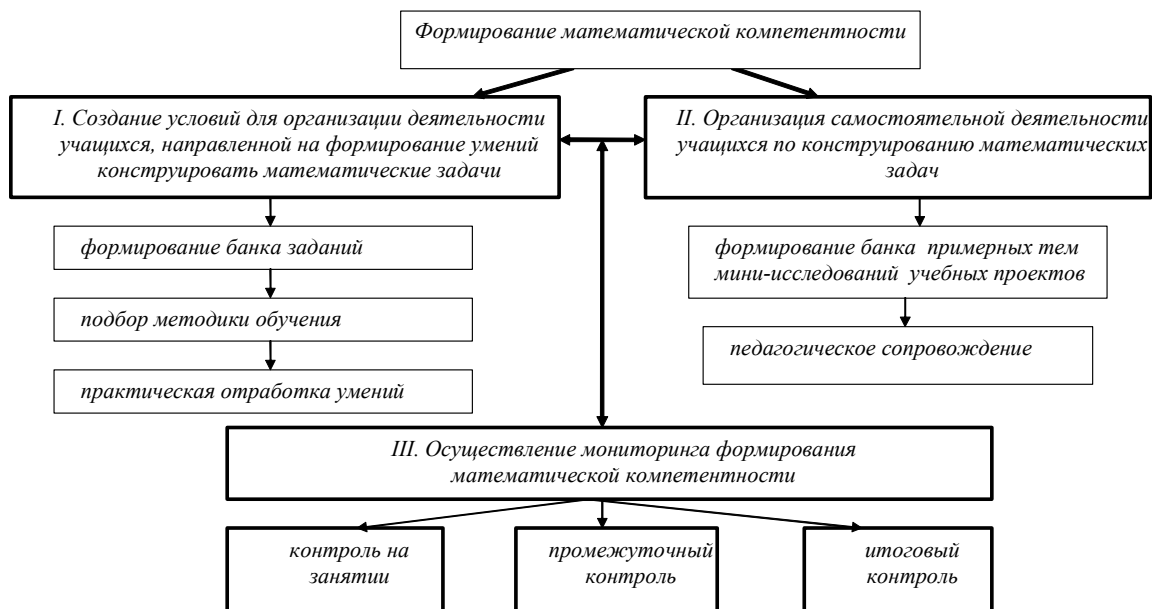 Формирование математической компетентности
I. Создание условий для организации деятельности
учащихся, направленной на формирование умений
конструировать математические задачи
II. Организация самостоятельной деятельности
учащихся по конструированию математических
задач
формирование банка заданий
подбор методики обучения
практическая отработка умений
формирование банка примерных тем
мини-исследований учебных проектов
педагогическое сопровождение
III. Осуществление мониторинга формирования
математической компетентности
контроль на
занятии
промежуточный
контроль
итоговый
контроль